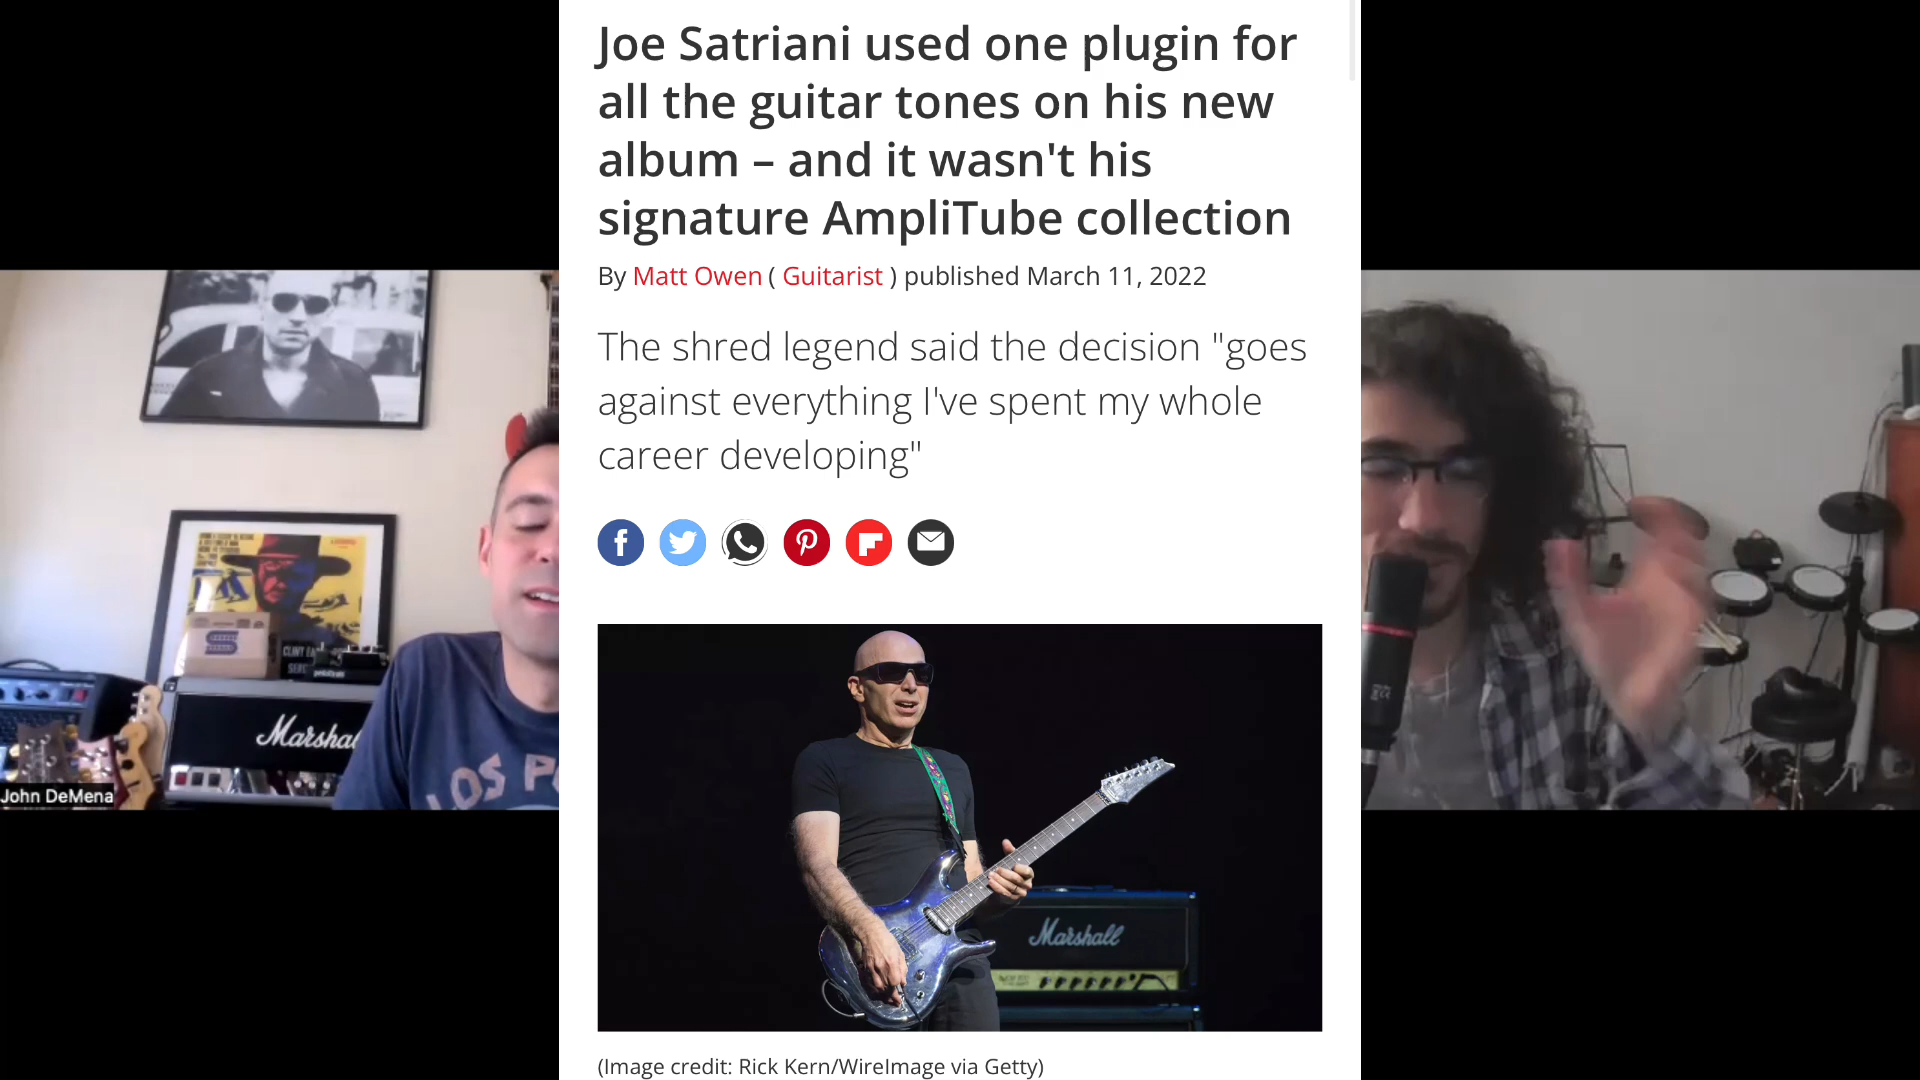 Joe Satriani used one plugin for
all the guitar tones on his new
album – and it wasn't his
signature AmpliTube collection
By Matt Owen ( Guitarist ) published March 11, 2022
The shred legend said the decision "goes
against everything I've spent my whole
career developing"
Marshall
(Image credit: Rick Kern/WireImage via Getty)
Marshal
LOS P
John DeMena